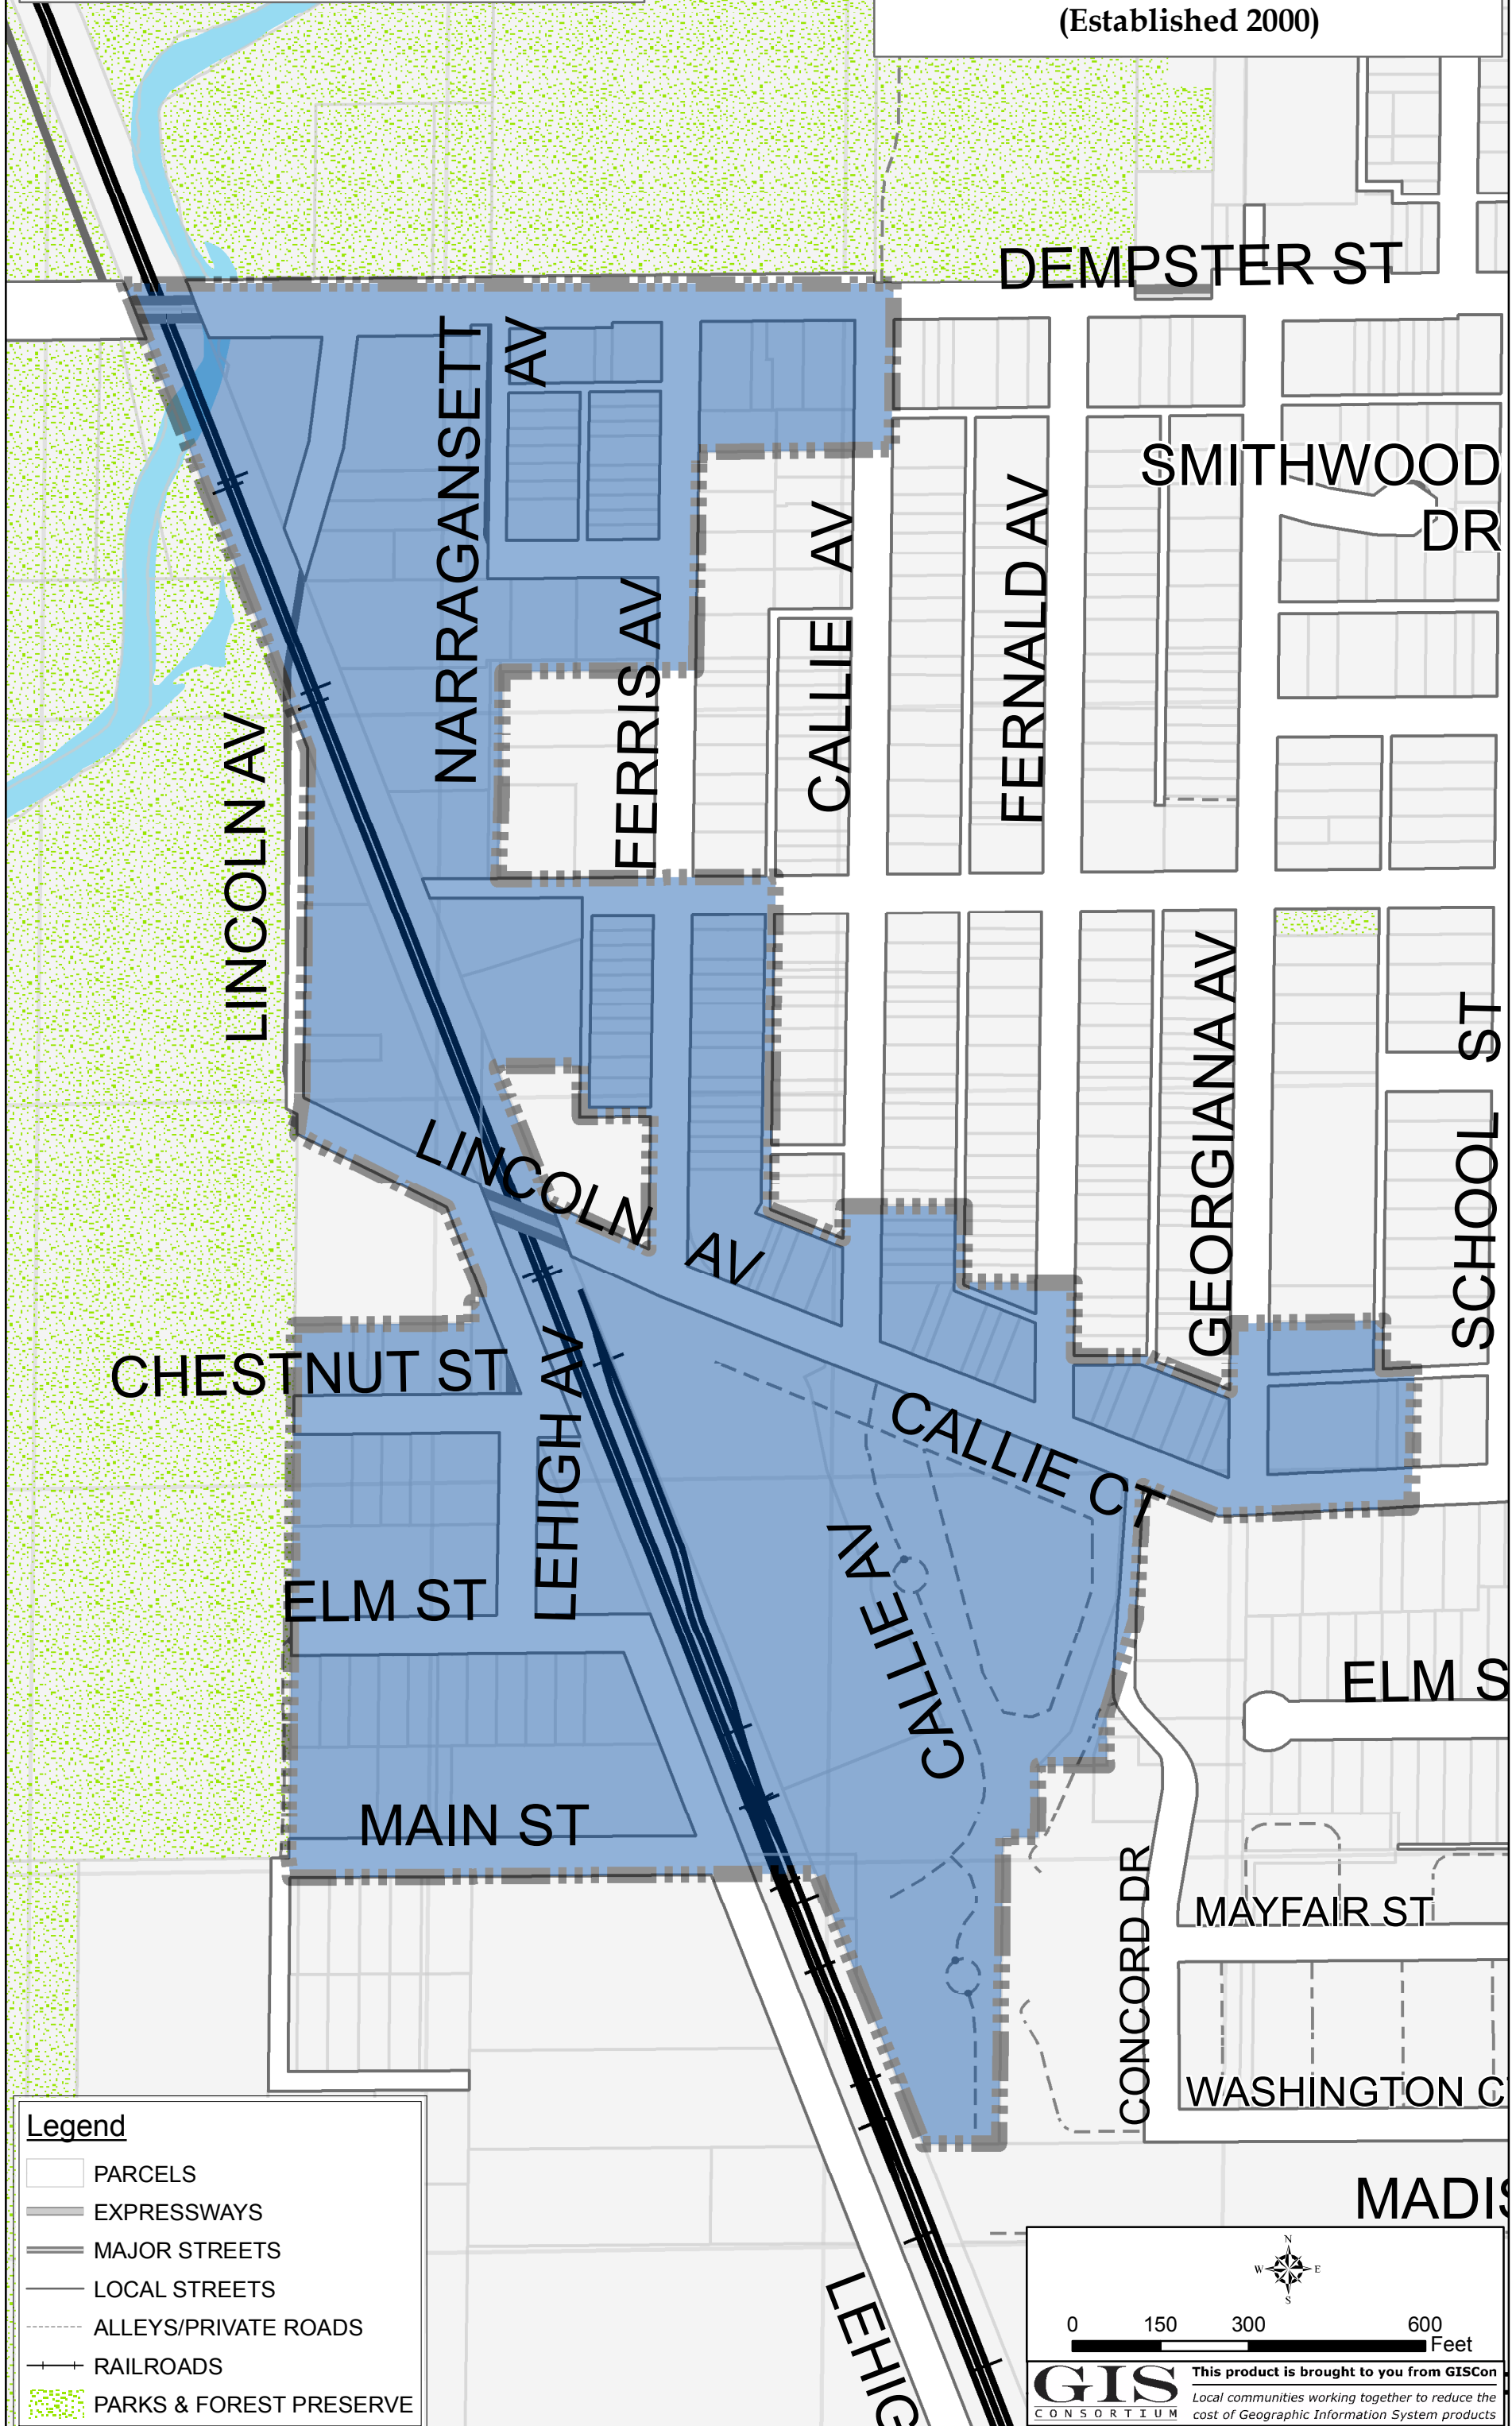 (Established 2000)
DEMPSTER ST
NARRAGANSETT
AV
SMITHWOOD
DR
FERRIS AV
CALLIE AV
FERNALD AV
LINCOLN AV
GEORGIANA AV
SCHOOL ST
LINCOLN AV
CHESTNUT ST
LEHIGH AV
CALLIE CT
CALLIE AV
ELM ST
ELM S
MAIN ST
CONCORD DR
MAYFAIR ST
WASHINGTON C
MADIS
LEHIG
Legend
PARCELS
EXPRESSWAYS
MAJOR STREETS
LOCAL STREETS
ALLEYS/PRIVATE ROADS
RAILROADS
PARKS & FOREST PRESERVE
N
W E
S
0 150 300 600
Feet
GIS
CONSORTIUM
This product is brought to you from GISCon
Local communities working together to reduce the
cost of Geographic Information System products